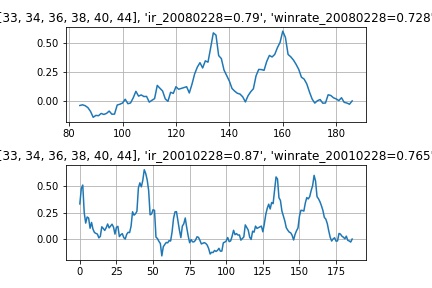 [33, 34, 36, 38, 40, 44], 'ir_20080228=0.79', 'winrate_20080228=0.728'
0.50
0.25
0.00
80 100 120 140 160 180
[33, 34, 36, 38, 40, 44], 'ir_20010228=0.87', 'winrate_20010228=0.765'
0.50
0.25
0.00
0 25 50 75 100 125 150 175